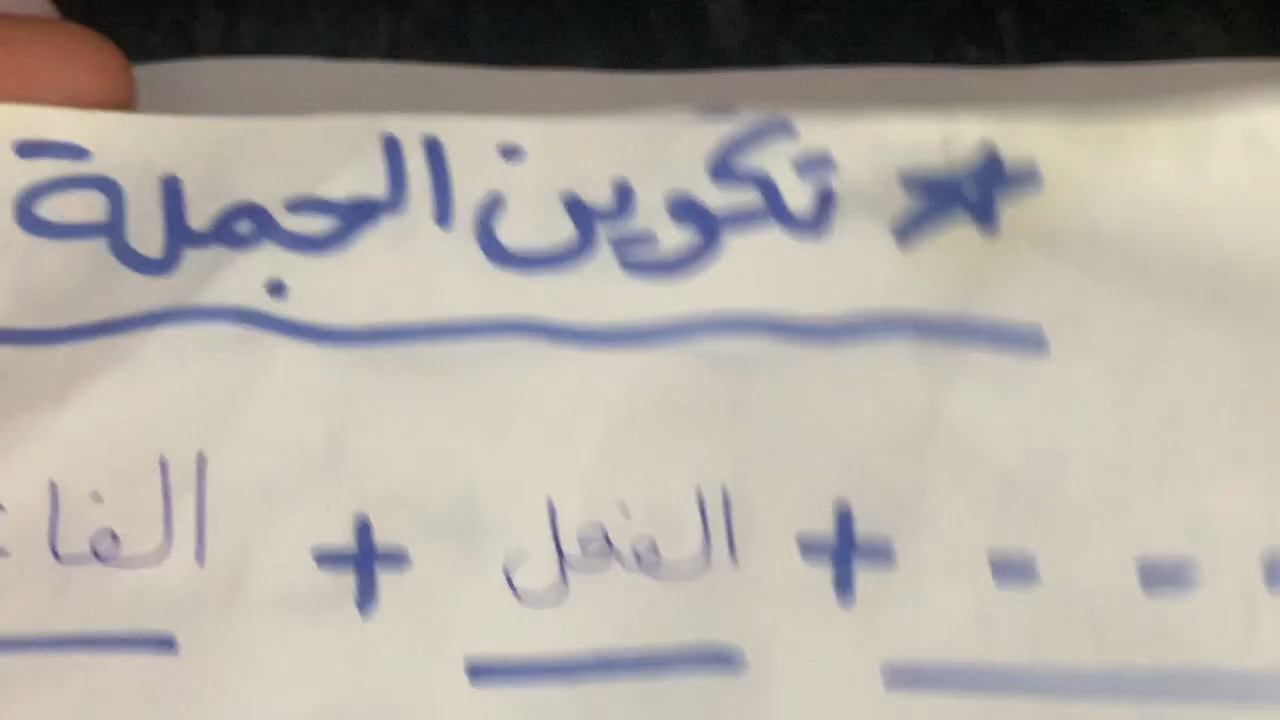 * تكوين الجملة
- - - + الفعل +